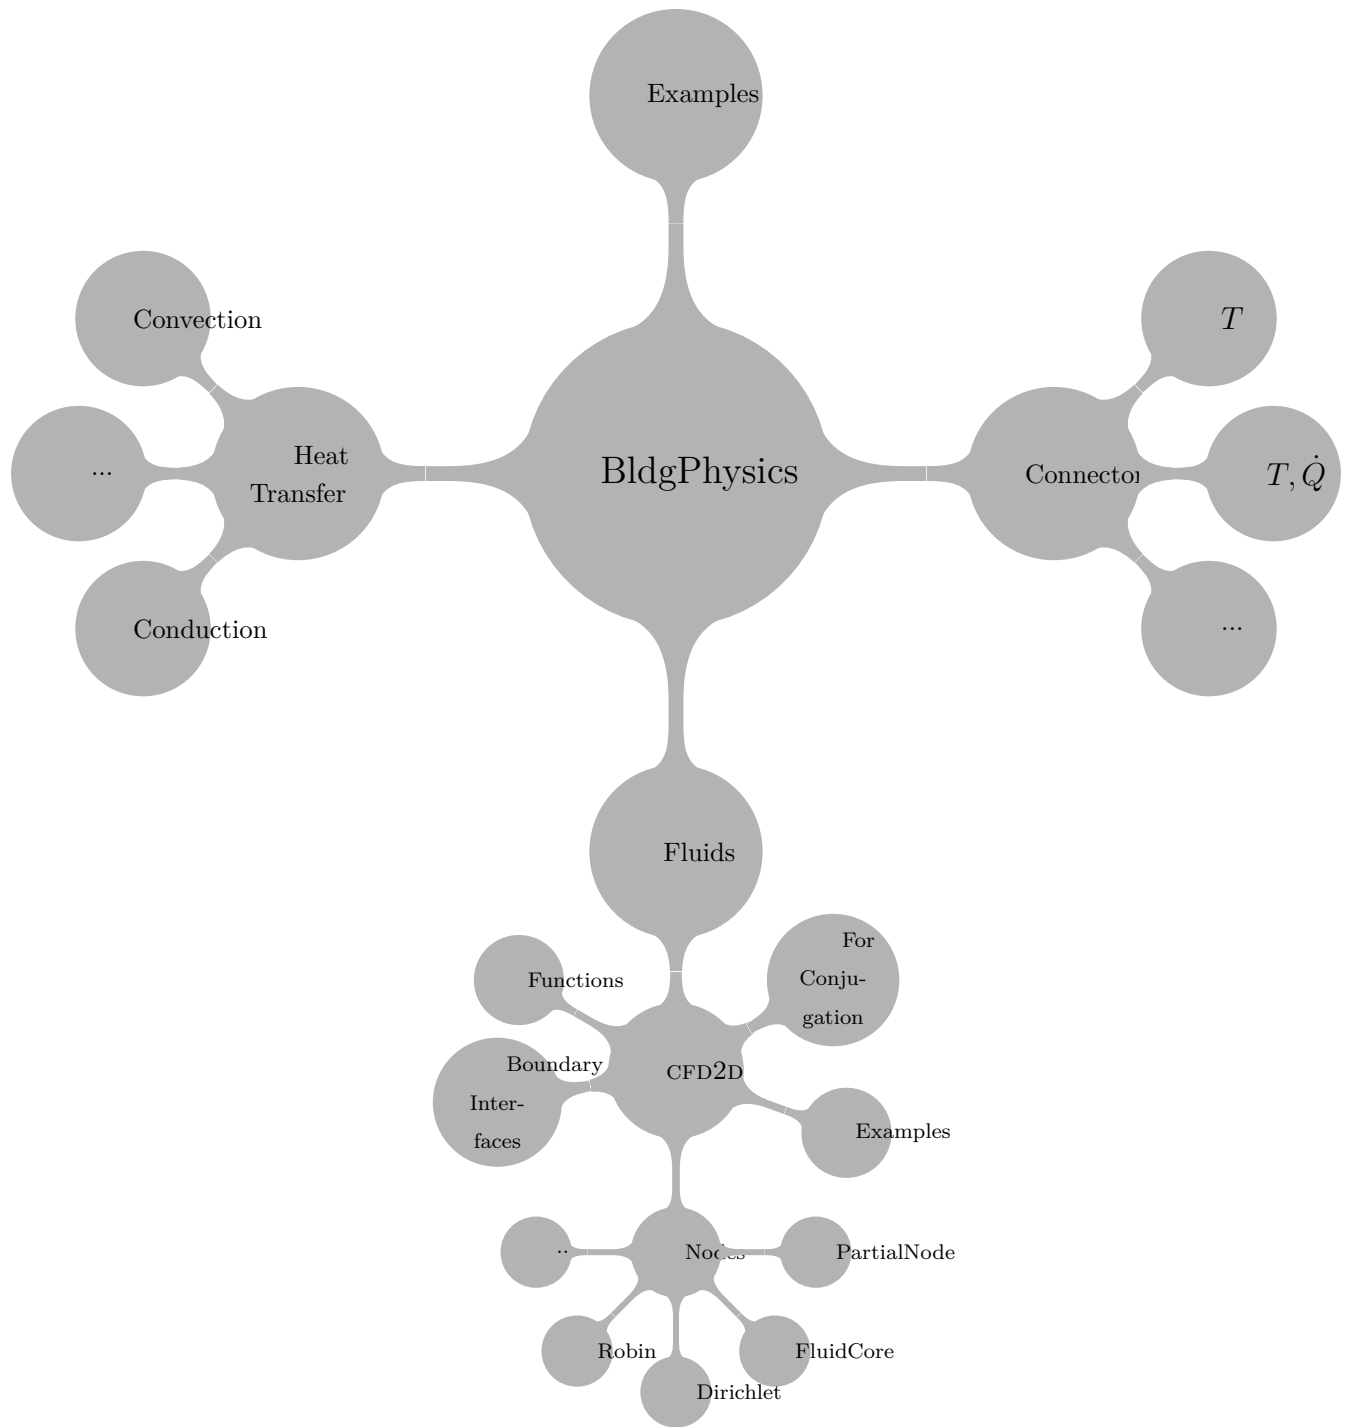 Examples
Convection
T
Heat
Transfer
...
BldgPhysics
Connector
T, Q̇
Conduction
...
Fluids
For
Conju-
gation
Functions
Boundary
Inter-
faces
CFD2D
Examples
..
Nodes
PartialNode
Robin
FluidCore
Dirichlet